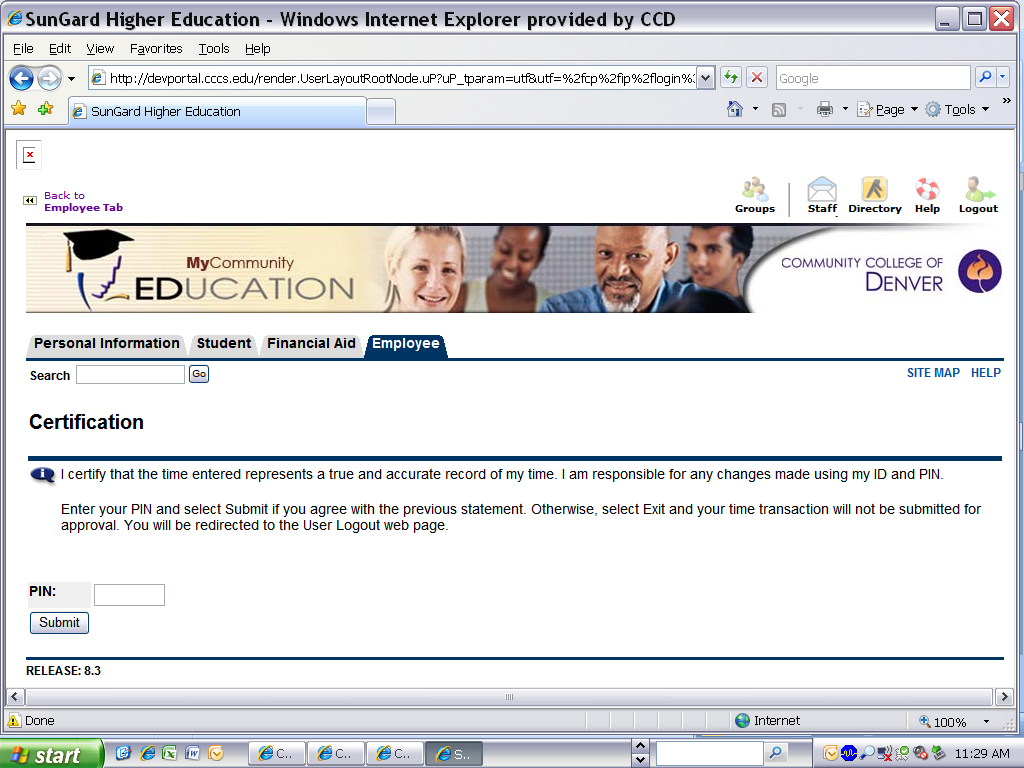 SunGard Higher Education - Windows Internet Explorer provided by CCD
File Edit View Favorites Tools Help
http://devportal.cccs.edu/render.UserLayoutRootNode.uP?uP_tparam=utf&utf=%2fcp%2fip%2flogin%
Google
SunGard Higher Education
Page Tools »
Back to
Employee Tab
Groups Staff Directory Help Logout
MyCommunity
EDUCATION
COMMUNITY COLLEGE OF
DENVER
Personal Information Student Financial Aid Employee
Search Go SITE MAP HELP
Certification
I certify that the time entered represents a true and accurate record of my time. I am responsible for any changes made using my ID and PIN.
Enter your PIN and select Submit if you agree with the previous statement. Otherwise, select Exit and your time transaction will not be submitted for
approval. You will be redirected to the User Logout web page.
PIN:
Submit
RELEASE: 8.3
Done Internet 100%
start C.. C.. C.. S.. 11:29 AM